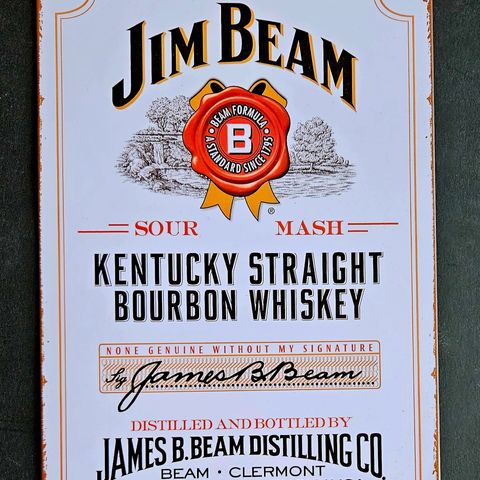 JIM BEAM
BEAM FORMULA
B
A STANDARD SINCE 1795
®
SOUR MASH
KENTUCKY STRAIGHT
BOURBON WHISKEY
NONE GENUINE WITHOUT MY SIGNATURE
Sig James B. Beam
DISTILLED AND BOTTLED BY
JAMES B. BEAM DISTILLING CO.
BEAM · CLERMONT